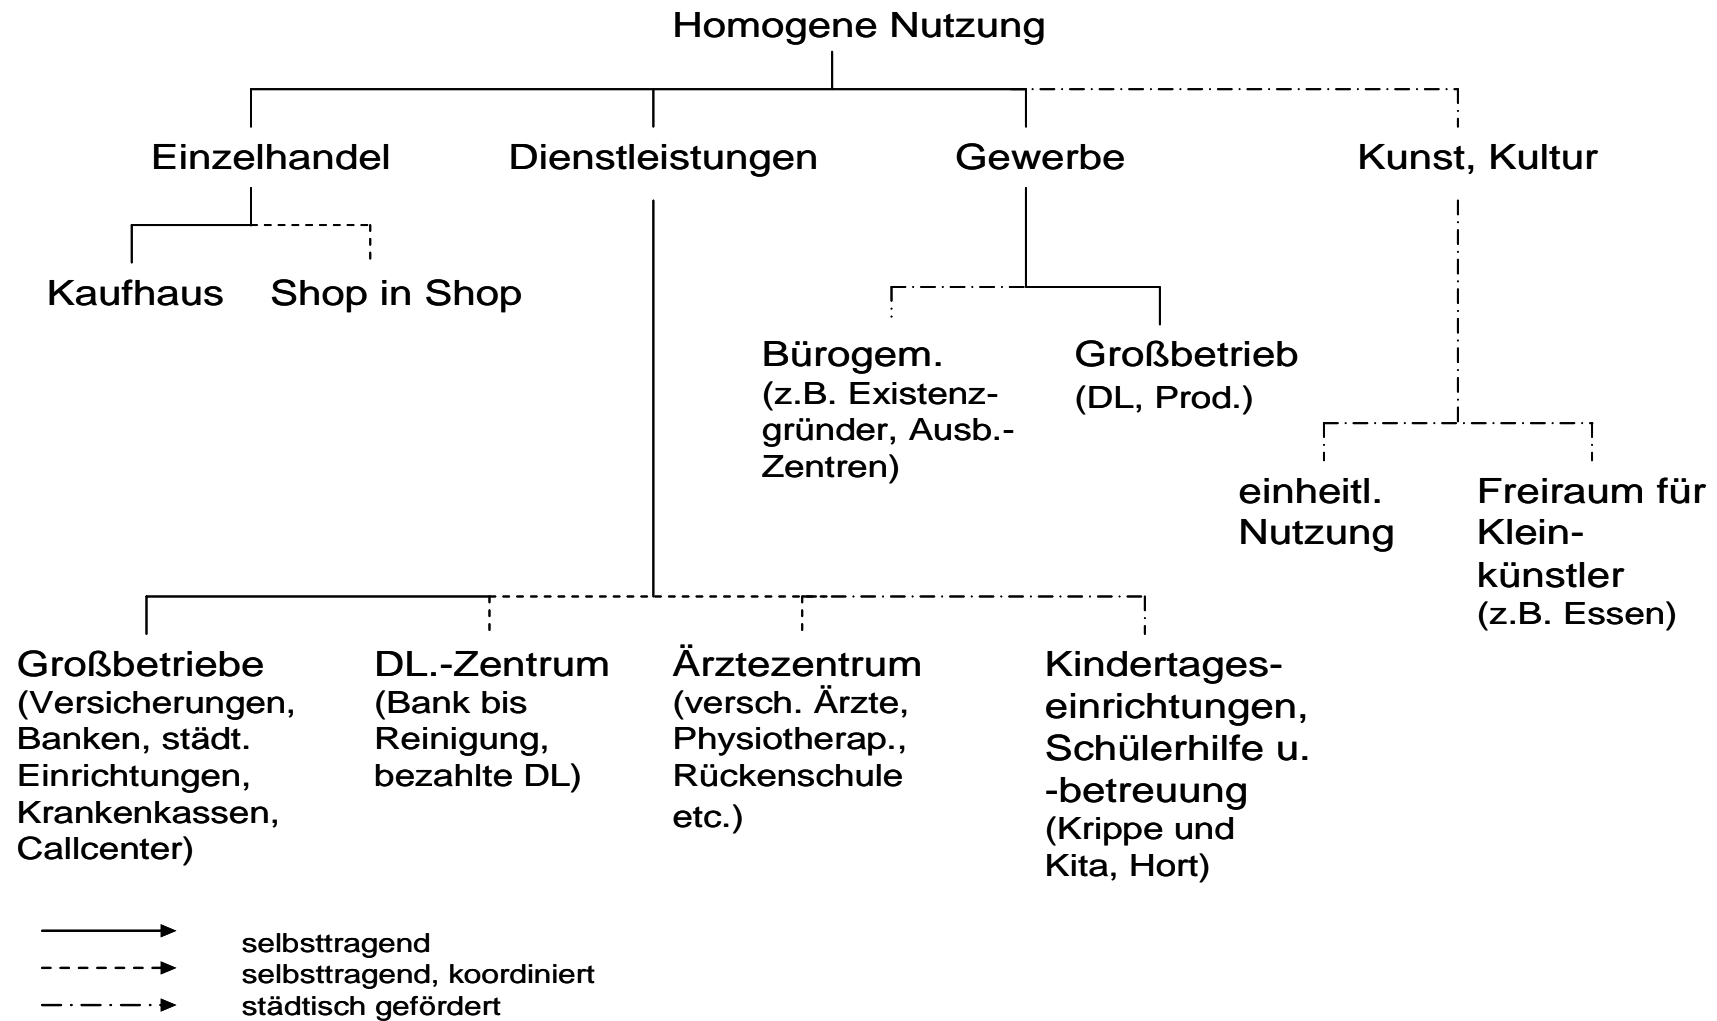 Homogene Nutzung
Einzelhandel
Dienstleistungen
Gewerbe
Kunst, Kultur
Kaufhaus
Shop in Shop
Bürogem.
(z.B. Existenz-
gründer, Ausb.-
Zentren)
Großbetrieb
(DL, Prod.)
einheitl.
Nutzung
Freiraum für
Klein-
künstler
(z.B. Essen)
Großbetriebe
(Versicherungen,
Banken, städt.
Einrichtungen,
Krankenkassen,
Callcenter)
DL.-Zentrum
(Bank bis
Reinigung,
bezahlte DL)
Ärztezentrum
(versch. Ärzte,
Physiotherap.,
Rückenschule
etc.)
Kindertages-
einrichtungen,
Schülerhilfe u.
-betreuung
(Krippe und
Kita, Hort)
selbsttragend
selbsttragend, koordiniert
städtisch gefördert